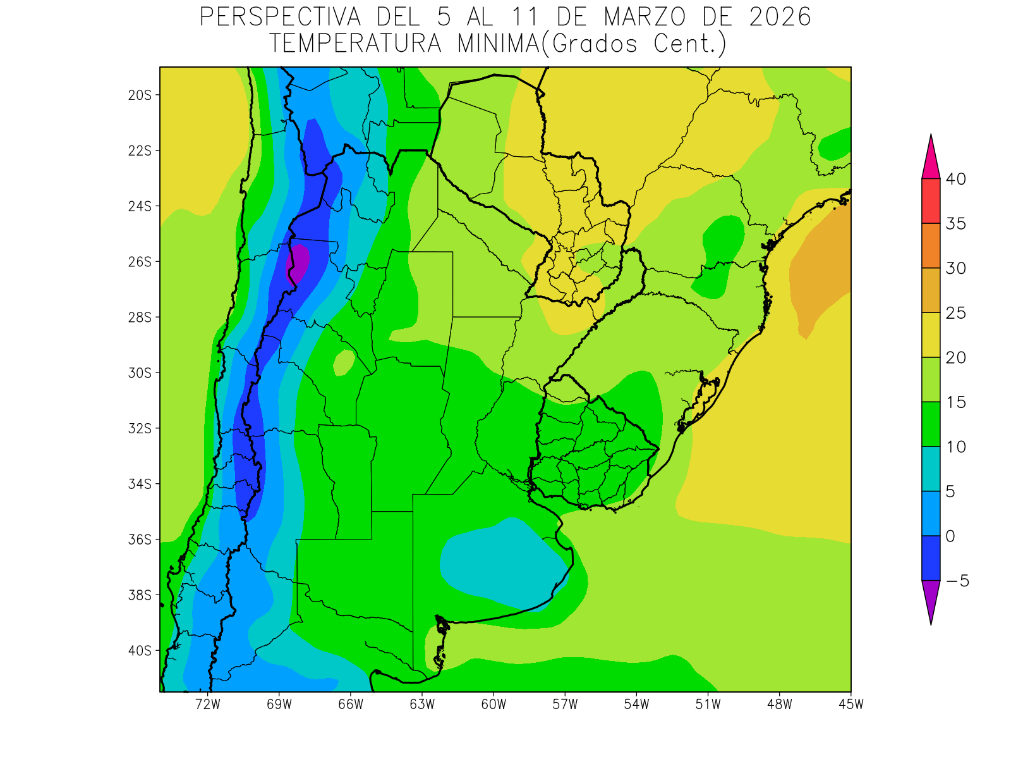 PERSPECTIVA DEL 5 AL 11 DE MARZO DE 2026
TEMPERATURA MINIMA(Grados Cent.)
20S
22S
24S
26S
28S
30S
32S
34S
36S
38S
40S
72W 69W 66W 63W 60W 57W 54W 51W 48W 45W
40
35
30
25
20
15
10
5
0
-5